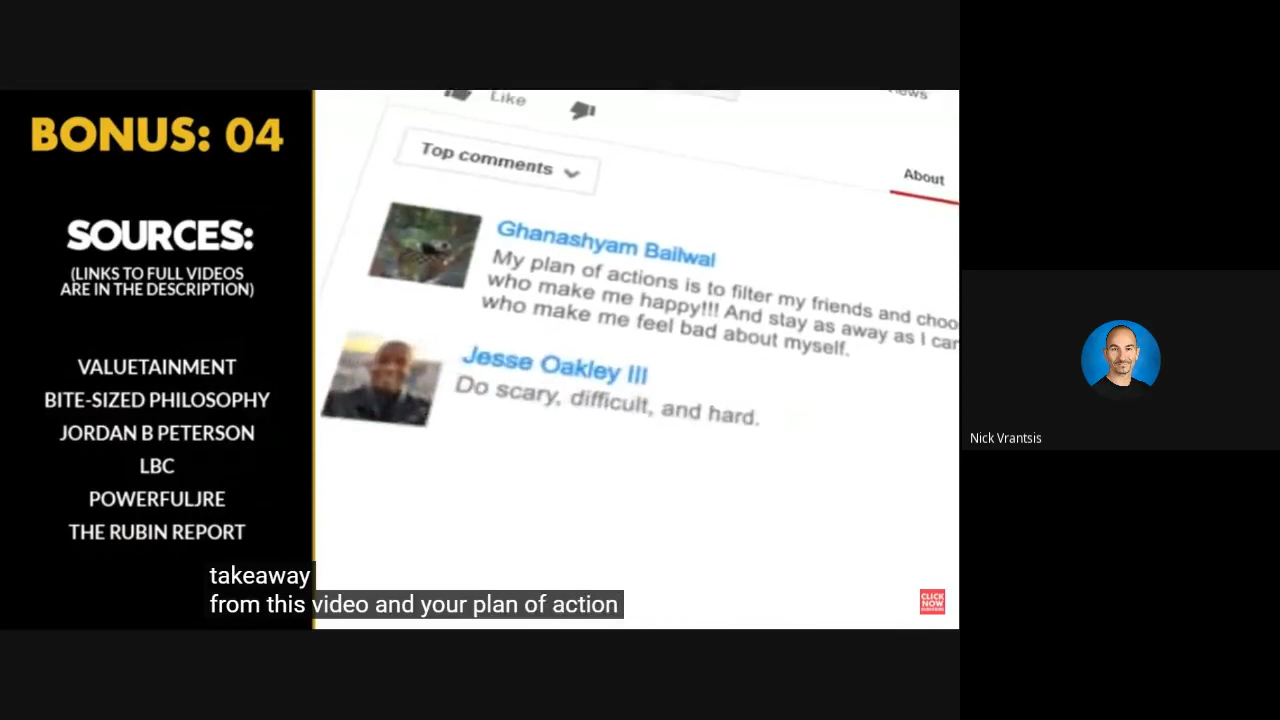 BONUS: 04
SOURCES:
(LINKS TO FULL VIDEOS
ARE IN THE DESCRIPTION)
VALUETAINMENT
BITE-SIZED PHILOSOPHY
JORDAN B PETERSON
LBC
POWERFULJRE
THE RUBIN REPORT
Like
Top comments
About
Ghanashyam Bailwal
My plan of actions is to filter my friends and
who make me happy!!! And stay as away as I
who make me feel bad about myself.
Jesse Oakley III
Do scary, difficult, and hard.
takeaway
from this video and your plan of action
CLICK
NOW
Nick Vrantsis